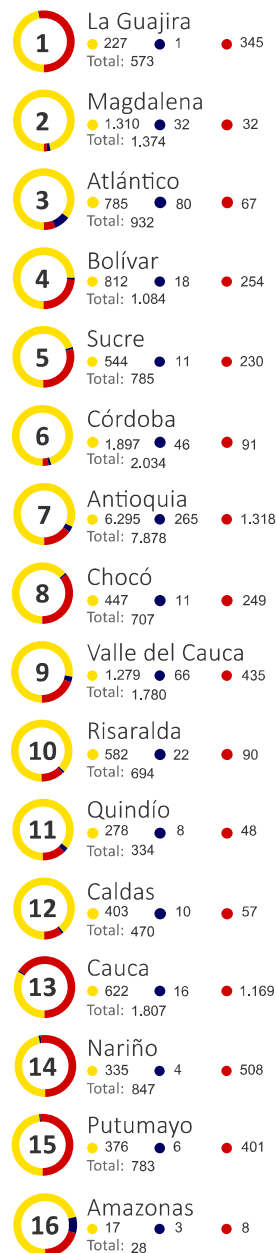 1
La Guajira
227 1 345
Total: 573
2
Magdalena
1.310 32 32
Total: 1.374
3
Atlántico
785 80 67
Total: 932
4
Bolívar
812 18 254
Total: 1.084
5
Sucre
544 11 230
Total: 785
6
Córdoba
1.897 46 91
Total: 2.034
7
Antioquia
6.295 265 1.318
Total: 7.878
8
Chocó
447 11 249
Total: 707
9
Valle del Cauca
1.279 66 435
Total: 1.780
10
Risaralda
582 22 90
Total: 694
11
Quindío
278 8 48
Total: 334
12
Caldas
403 10 57
Total: 470
13
Cauca
622 16 1.169
Total: 1.807
14
Nariño
335 4 508
Total: 847
15
Putumayo
376 6 401
Total: 783
16
Amazonas
17 3 8
Total: 28